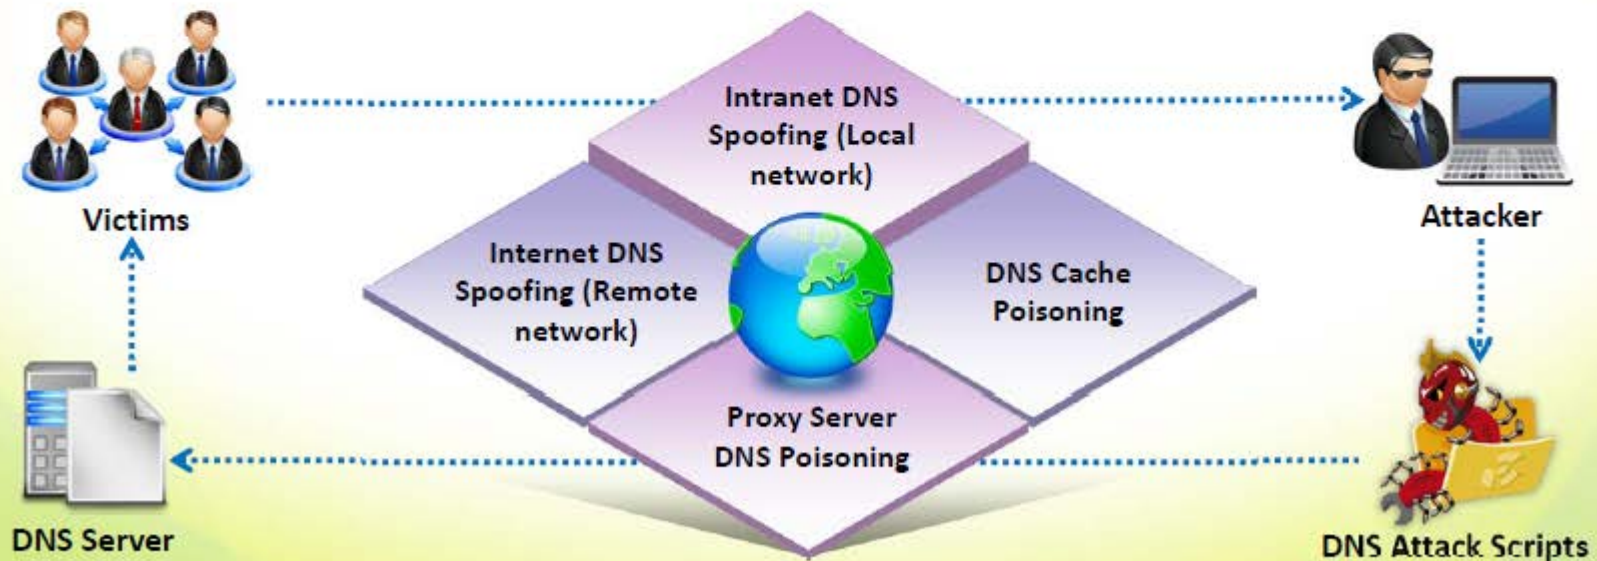 Intranet DNS
Spoofing (Local
network)
Victims
Attacker
Internet DNS
Spoofing (Remote
network)
DNS Cache
Poisoning
Proxy Server
DNS Poisoning
DNS Server
DNS Attack Scripts